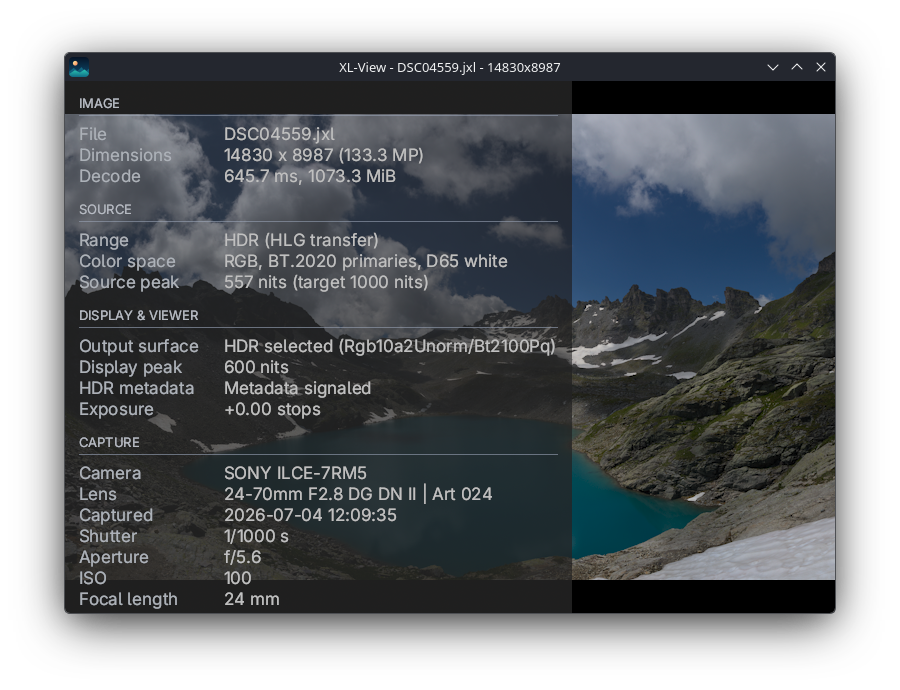 XL-View - DSC04559.jxl - 14830x8987
IMAGE
File DSC04559.jxl
Dimensions 14830 x 8987 (133.3 MP)
Decode 645.7 ms, 1073.3 MiB
SOURCE
Range HDR (HLG transfer)
Color space RGB, BT.2020 primaries, D65 white
Source peak 557 nits (target 1000 nits)
DISPLAY & VIEWER
Output surface HDR selected (Rgb10a2Unorm/Bt2100Pq)
Display peak 600 nits
HDR metadata Metadata signaled
Exposure +0.00 stops
CAPTURE
Camera SONY ILCE-7RM5
Lens 24-70mm F2.8 DG DN II | Art 024
Captured 2026-07-04 12:09:35
Shutter 1/1000 s
Aperture f/5.6
ISO 100
Focal length 24 mm